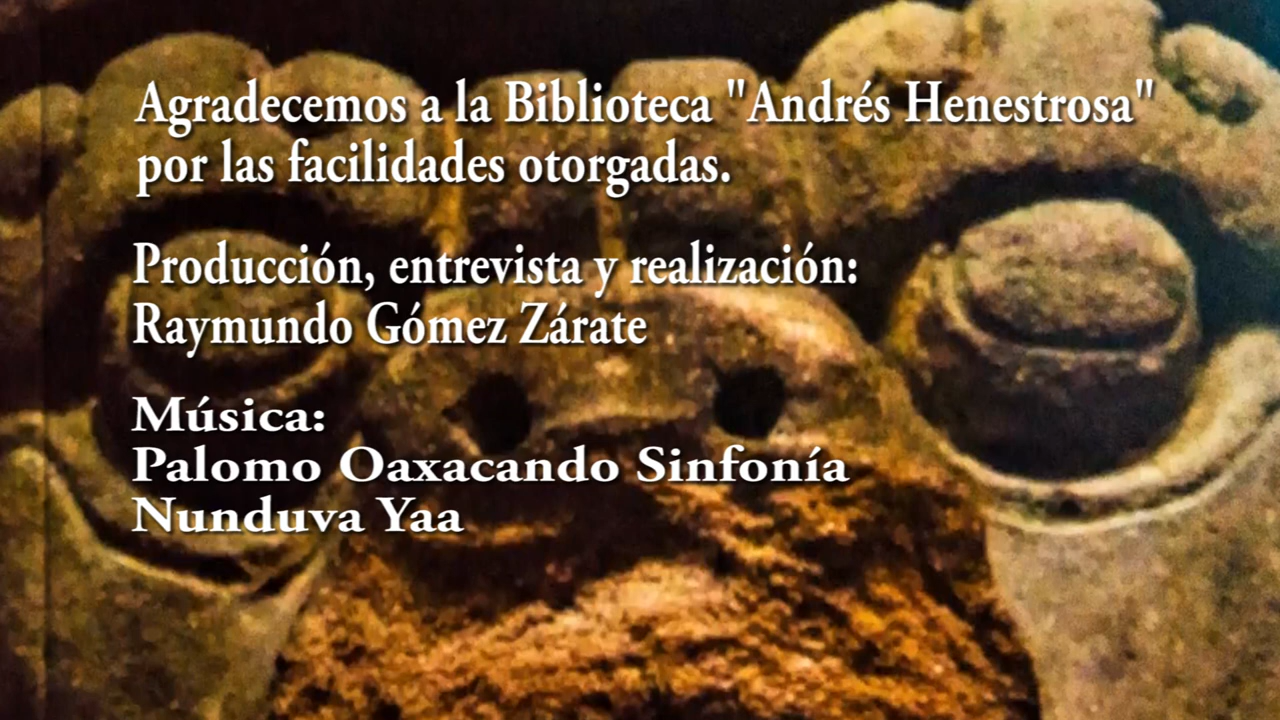 Agradecemos a la Biblioteca "Andrés Henestrosa"
por las facilidades otorgadas.
Producción, entrevista y realización:
Raymundo Gómez Zárate
Música:
Palomo Oaxacando Sinfonía
Nunduva Yaa